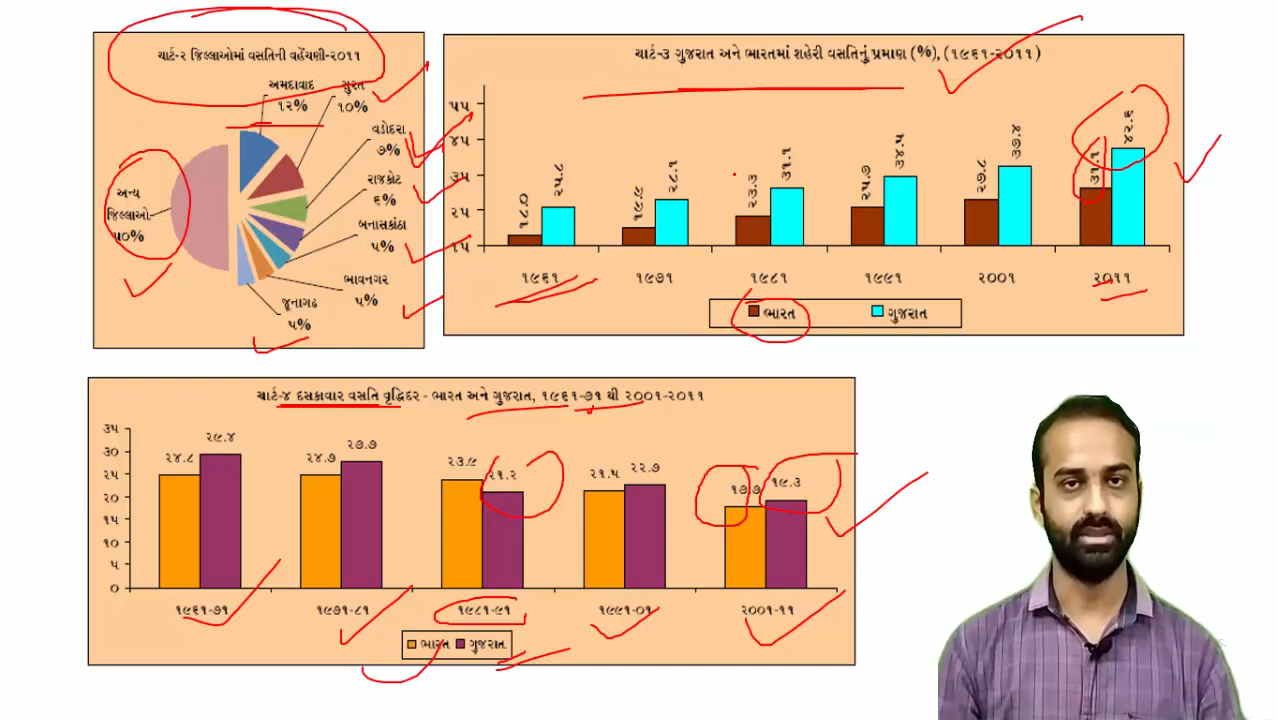 ચાર્ટ-૨ જિલ્લાઓમાં વસતિની વહેંચણી-૨૦૧૧
અમદાવાદ
૧૨%
સુરત
૧૦%
વડોદરા
૭%
રાજકોટ
૬%
બનાસકાંઠા
૫%
ભાવનગર
૫%
જૂનાગઢ
૫%
અન્ય
જિલ્લાઓ
૫૦%
ચાર્ટ-૩ ગુજરાત અને ભારતમાં શહેરી વસતિનું પ્રમાણ (%), (૧૯૬૧-૨૦૧૧)
૫૫
૪૫
૩૫
૨૫
૧૫
૧૮.૦ ૨૫.૮ ૧૯.૯ ૨૮.૧ ૨૩.૩ ૩૧.૧ ૨૫.૭ ૩૪.૫ ૨૭.૮ ૩૭.૪ ૩૧.૧ ૪૨.૬
૧૯૬૧ ૧૯૭૧ ૧૯૮૧ ૧૯૯૧ ૨૦૦૧ ૨૦૧૧
ભારત ગુજરાત
ચાર્ટ-૪ દસકાવાર વસતિ વૃદ્ધિદર - ભારત અને ગુજરાત, ૧૯૬૧-૭૧ થી ૨૦૦૧-૨૦૧૧
૩૫
૩૦
૨૫
૨૦
૧૫
૧૦
૫
૦
૨૪.૮ ૨૯.૪ ૨૪.૭ ૨૭.૭ ૨૩.૯ ૨૧.૨ ૨૧.૫ ૨૨.૭ ૧૭.૭ ૧૯.૩
૧૯૬૧-૭૧ ૧૯૭૧-૮૧ ૧૯૮૧-૯૧ ૧૯૯૧-૦૧ ૨૦૦૧-૧૧
ભારત ગુજરાત